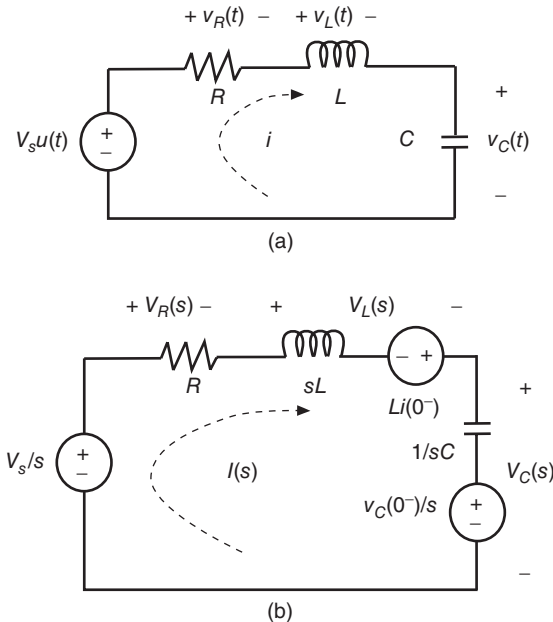 + v_R(t) − + v_L(t) −
R L
+
V_s u(t) + − i C v_C(t)
−
(a)
+ V_R(s) − + V_L(s) −
− +
R sL Li(0⁻) +
1/sC
V_s/s + − I(s) V_C(s)
v_C(0⁻)/s + −
−
(b)